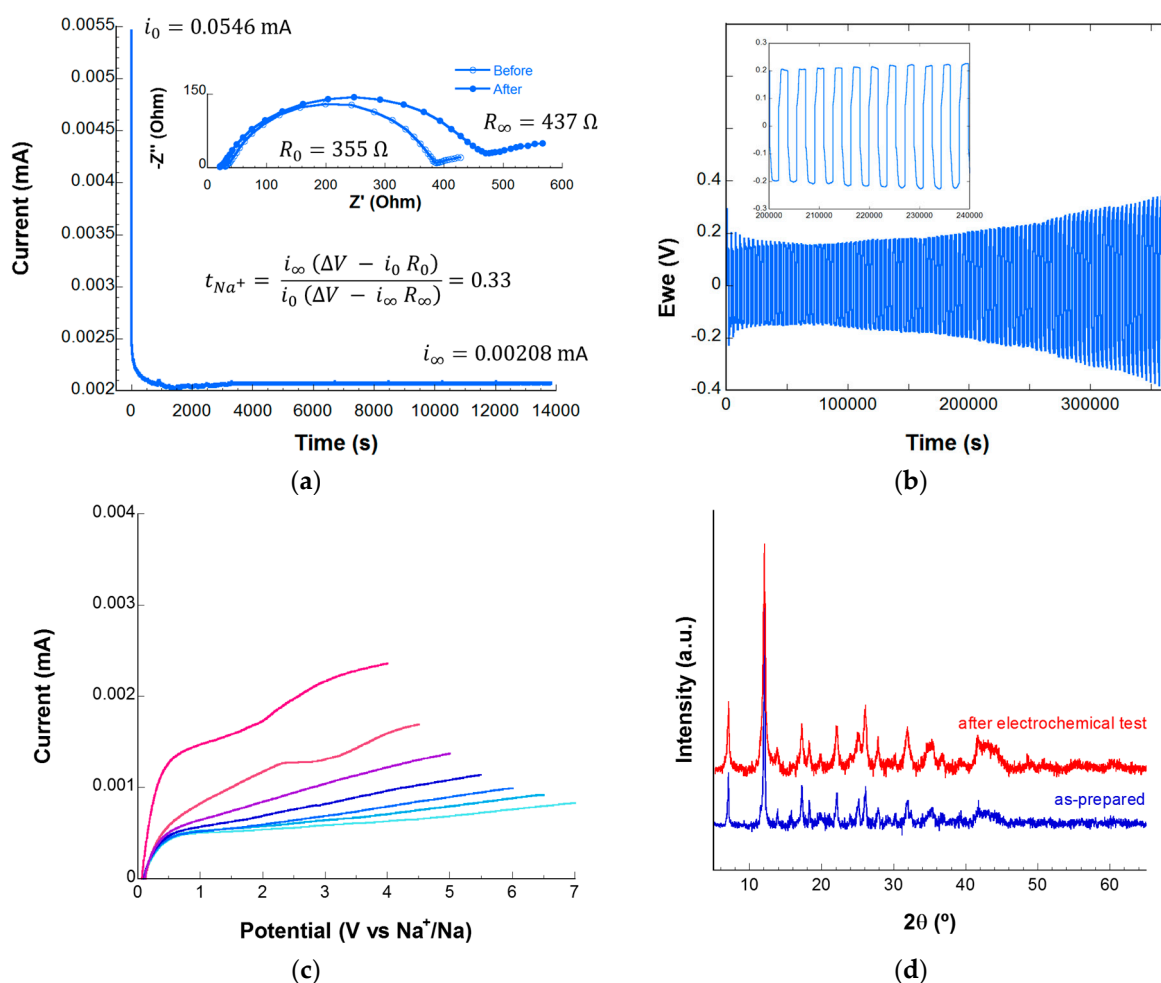 i₀ = 0.0546 mA
0.0055
0.005
0.0045
0.004
0.0035
0.003
0.0025
0.002
Current (mA)
Before
After
150
0
-Z'' (Ohm)
R₀ = 355 Ω
R∞ = 437 Ω
0 100 200 300 400 500 600
Z' (Ohm)
t_Na⁺ = i∞ (ΔV − i₀ R₀) / i₀ (ΔV − i∞ R∞) = 0.33
i∞ = 0.00208 mA
0 2000 4000 6000 8000 10000 12000 14000
Time (s)
(a)
0.3
0.2
0.1
0
-0.1
-0.2
-0.3
200000 210000 220000 230000 240000
0.4
0.2
0
-0.2
-0.4
Ewe (V)
0 100000 200000 300000
Time (s)
(b)
0.004
0.003
0.002
0.001
0
Current (mA)
0 1 2 3 4 5 6 7
Potential (V vs Na⁺/Na)
(c)
Intensity (a.u.)
after electrochemical test
as-prepared
10 20 30 40 50 60
2θ (º)
(d)